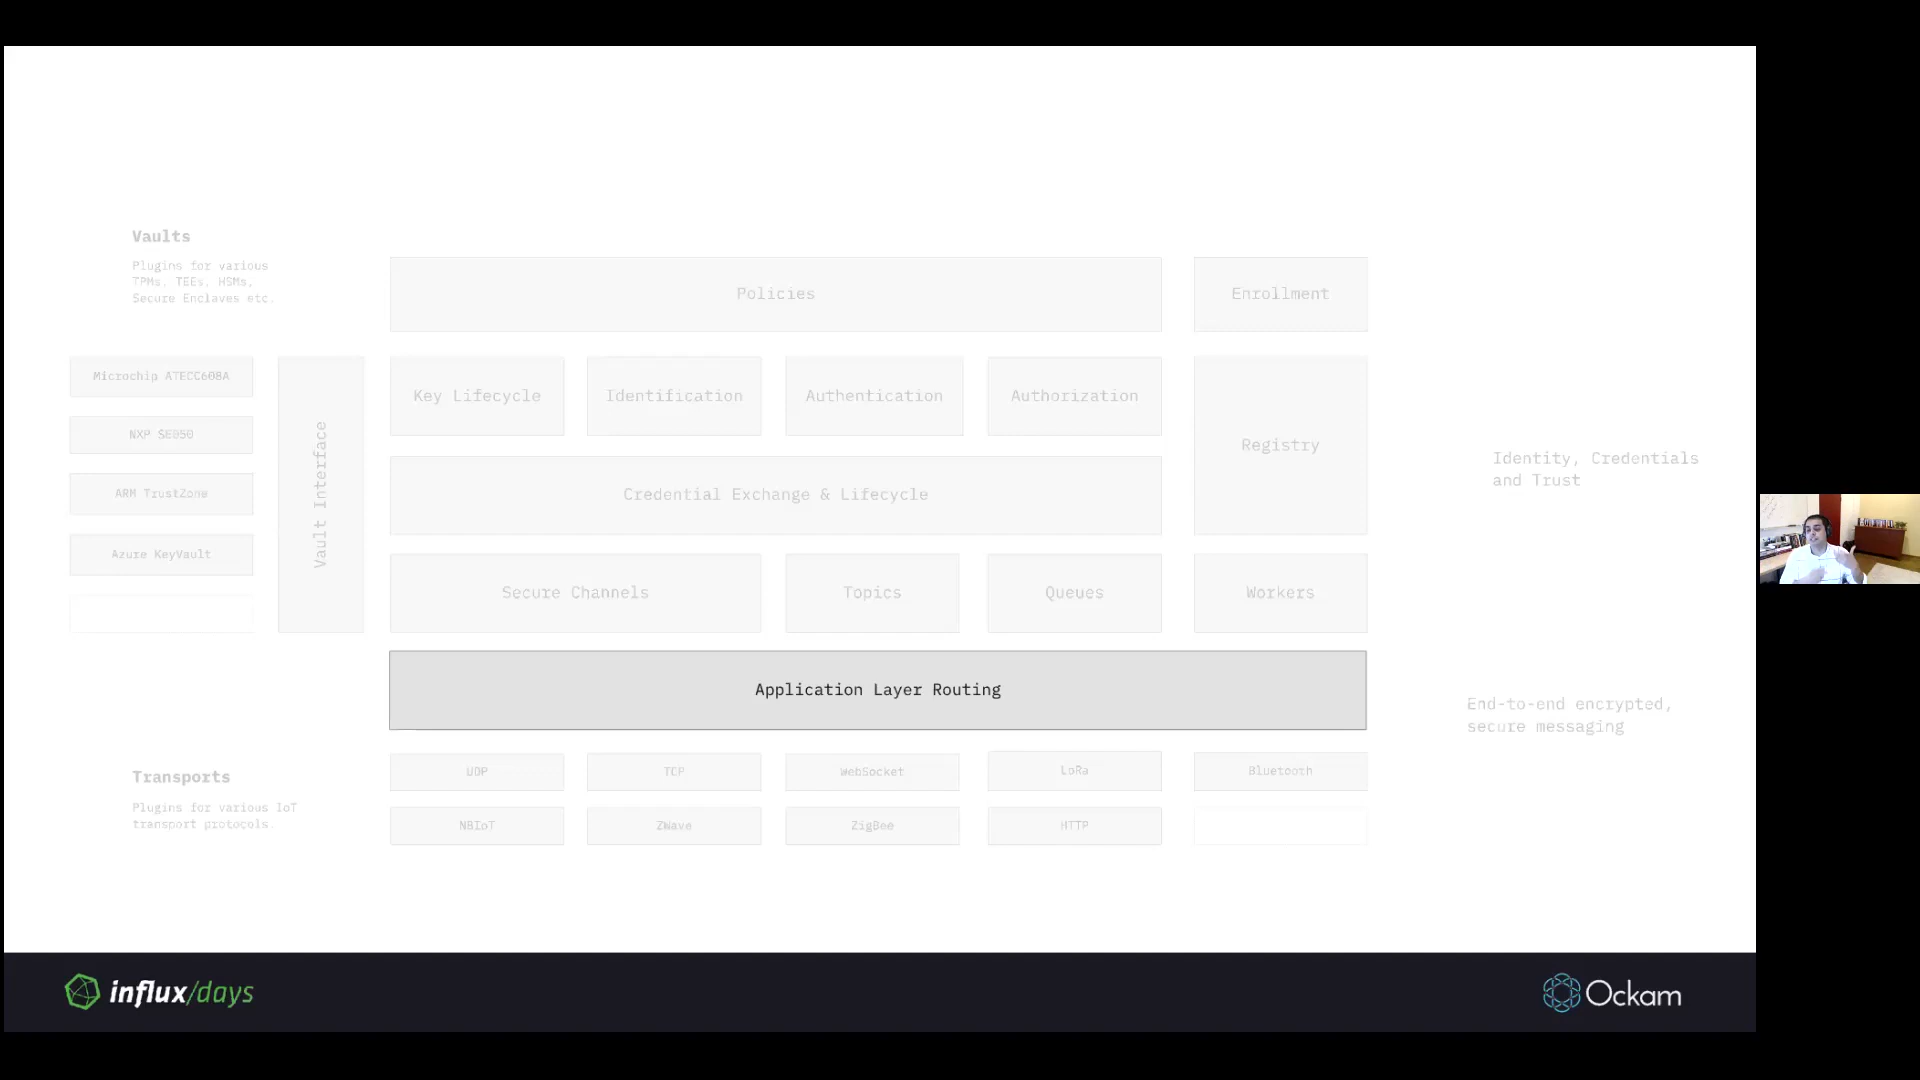 Vaults
Plugins for various
TPMs, TEEs, HSMs,
Secure Enclaves etc.
Policies
Enrollment
Microchip ATECC608A
NXP SE050
ARM TrustZone
Azure KeyVault
Vault Interface
Key Lifecycle
Identification
Authentication
Authorization
Registry
Credential Exchange & Lifecycle
Identity, Credentials
and Trust
Secure Channels
Topics
Queues
Workers
Application Layer Routing
End-to-end encrypted,
secure messaging
Transports
Plugins for various IoT
transport protocols.
UDP
TCP
WebSocket
LoRa
Bluetooth
NBIoT
ZWave
ZigBee
HTTP
influx/days
Ockam